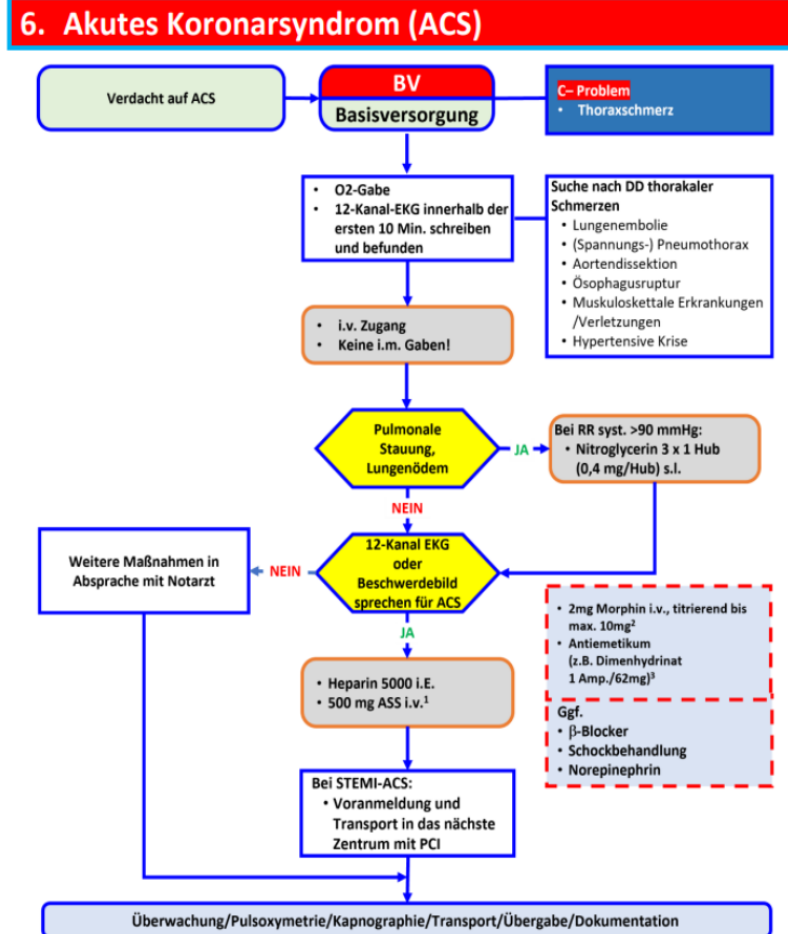 6. Akutes Koronarsyndrom (ACS)
Verdacht auf ACS
BV
Basisversorgung
C– Problem
• Thoraxschmerz
• O2-Gabe
• 12-Kanal-EKG innerhalb der
ersten 10 Min. schreiben
und befunden
Suche nach DD thorakaler
Schmerzen
• Lungenembolie
• (Spannungs-) Pneumothorax
• Aortendissektion
• Ösophagusruptur
• Muskuloskettale Erkrankungen
/Verletzungen
• Hypertensive Krise
• i.v. Zugang
• Keine i.m. Gaben!
Pulmonale
Stauung,
Lungenödem
JA
Bei RR syst. >90 mmHg:
• Nitroglycerin 3 x 1 Hub
(0,4 mg/Hub) s.l.
NEIN
12-Kanal EKG
oder
Beschwerdebild
sprechen für ACS
NEIN
Weitere Maßnahmen in
Absprache mit Notarzt
JA
• 2mg Morphin i.v., titrierend bis
max. 10mg²
• Antiemetikum
(z.B. Dimenhydrinat
1 Amp./62mg)³
Ggf.
• β-Blocker
• Schockbehandlung
• Norepinephrin
• Heparin 5000 i.E.
• 500 mg ASS i.v.¹
Bei STEMI-ACS:
• Voranmeldung und
Transport in das nächste
Zentrum mit PCI
Überwachung/Pulsoxymetrie/Kapnographie/Transport/Übergabe/Dokumentation